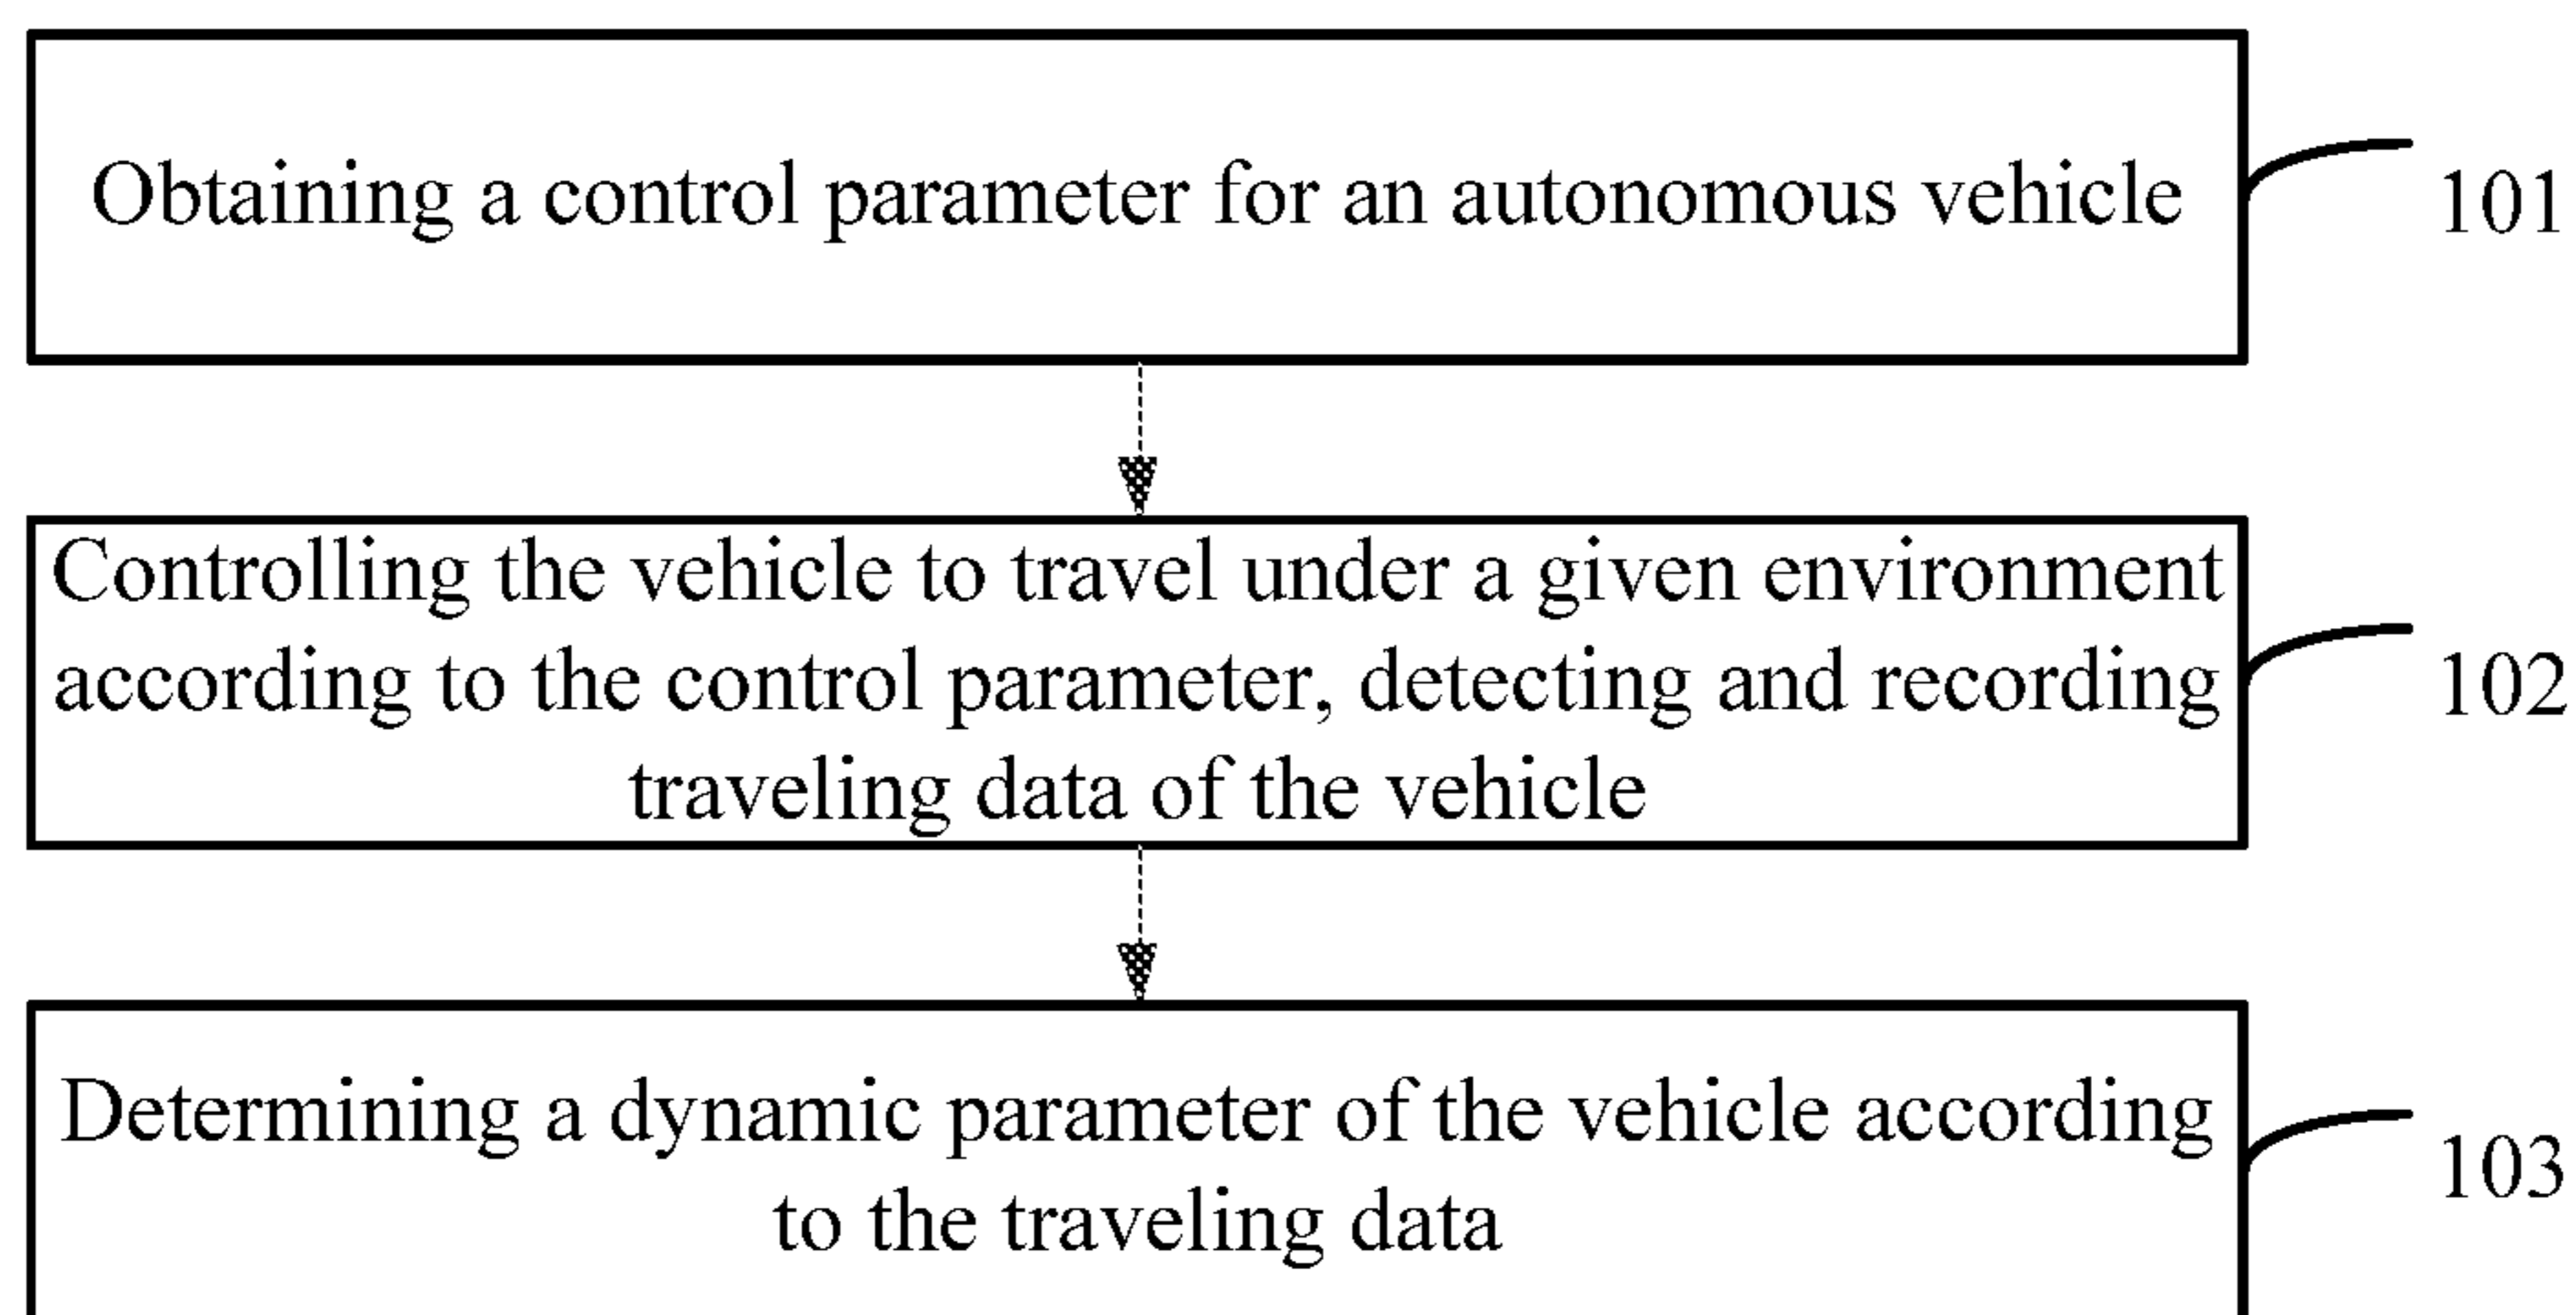 Obtaining a control parameter for an autonomous vehicle
101
Controlling the vehicle to travel under a given environment
according to the control parameter, detecting and recording
traveling data of the vehicle
102
Determining a dynamic parameter of the vehicle according
to the traveling data
103